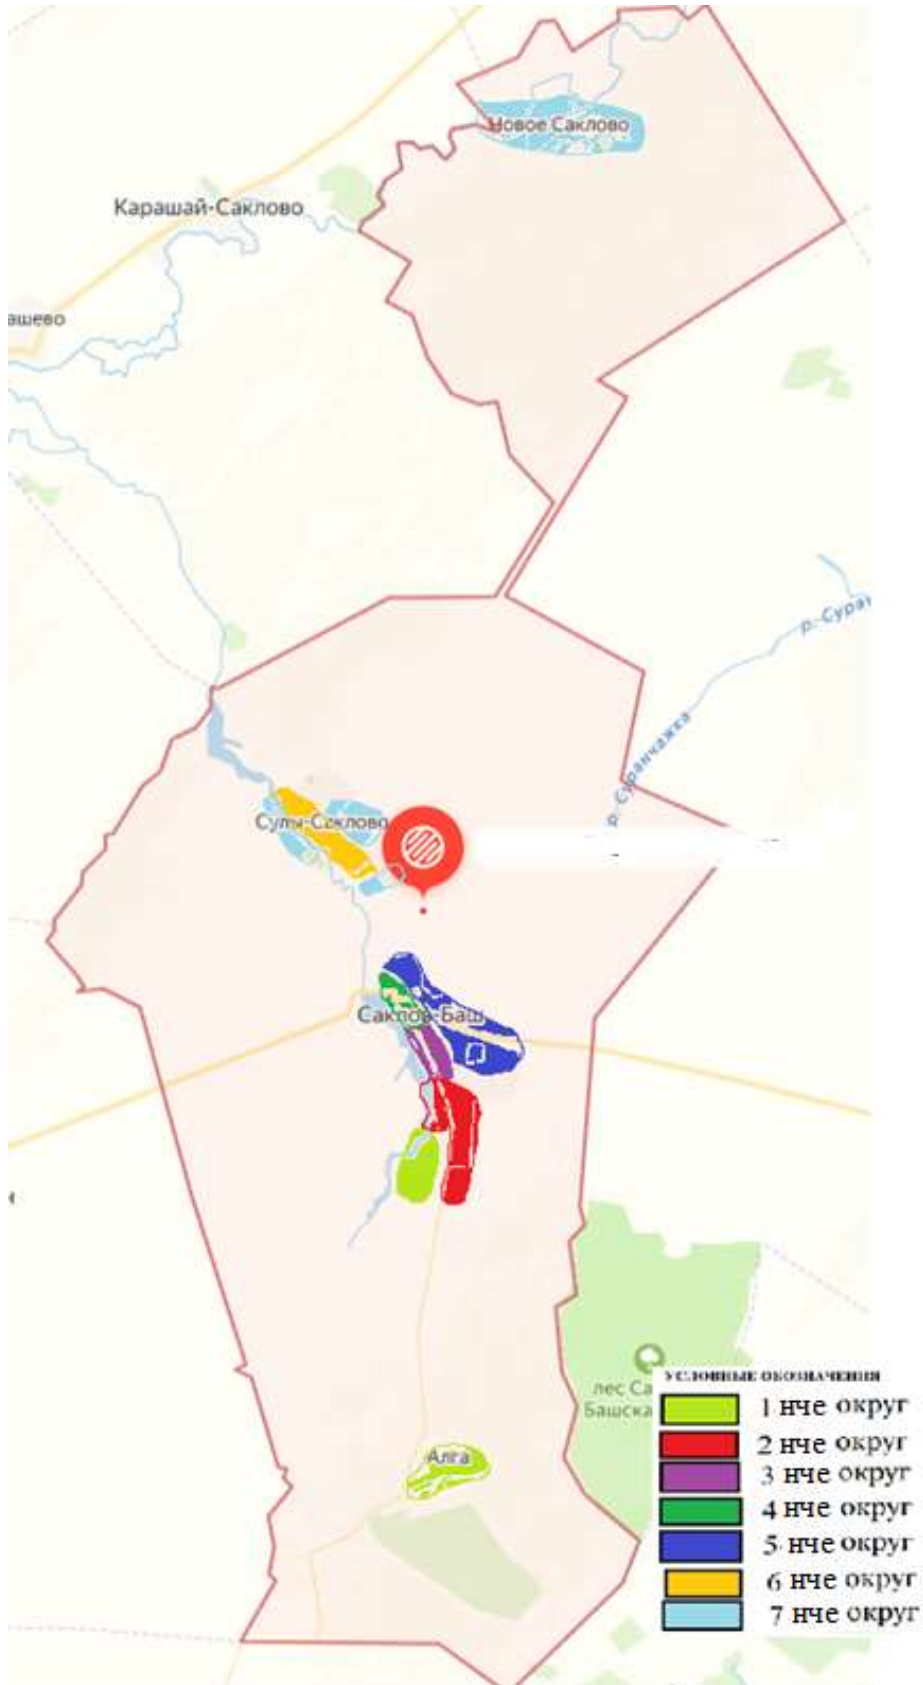 Новое Саклово
Карашай-Саклово
ашево
р. Суран
р. Суранчажка
Сулы-Саклово
Саклов-Баш
Алга
лес Са
Башска
УСЛОВНЫЕ ОБОЗНАЧЕНИЯ
1 нче округ
2 нче округ
3 нче округ
4 нче округ
5 нче округ
6 нче округ
7 нче округ